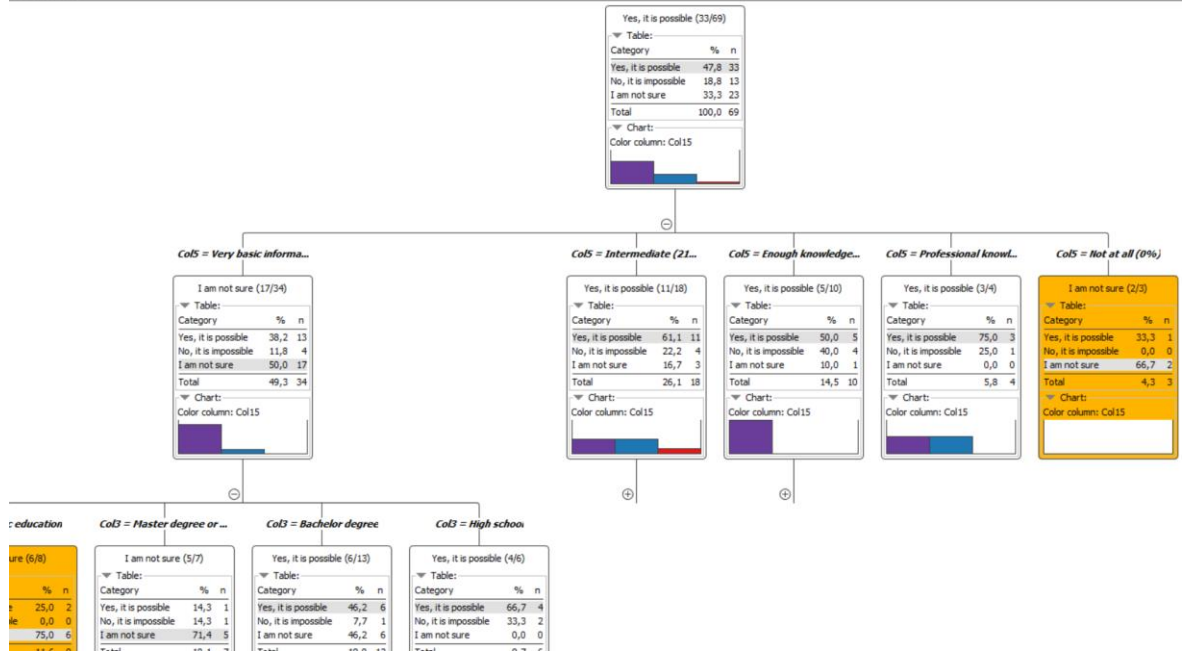 Yes, it is possible (33/69)
Table:
Category % n
Yes, it is possible 47,8 33
No, it is impossible 18,8 13
I am not sure 33,3 23
Total 100,0 69
Chart:
Color column: Col15
Col5 = Very basic informa...
I am not sure (17/34)
Table:
Category % n
Yes, it is possible 38,2 13
No, it is impossible 11,8 4
I am not sure 50,0 17
Total 49,3 34
Chart:
Color column: Col15
Col5 = Intermediate (21...
Yes, it is possible (11/18)
Table:
Category % n
Yes, it is possible 61,1 11
No, it is impossible 22,2 4
I am not sure 16,7 3
Total 26,1 18
Chart:
Color column: Col15
Col5 = Enough knowledge...
Yes, it is possible (5/10)
Table:
Category % n
Yes, it is possible 50,0 5
No, it is impossible 40,0 4
I am not sure 10,0 1
Total 14,5 10
Chart:
Color column: Col15
Col5 = Professional knowl...
Yes, it is possible (3/4)
Table:
Category % n
Yes, it is possible 75,0 3
No, it is impossible 25,0 1
I am not sure 0,0 0
Total 5,8 4
Chart:
Color column: Col15
Col5 = Not at all (0%)
I am not sure (2/3)
Table:
Category % n
Yes, it is possible 33,3 1
No, it is impossible 0,0 0
I am not sure 66,7 2
Total 4,3 3
Chart:
Color column: Col15
education
(6/8)
% n
25,0 2
0,0 0
75,0 6
Col3 = Master degree or ...
I am not sure (5/7)
Table:
Category % n
Yes, it is possible 14,3 1
No, it is impossible 14,3 1
I am not sure 71,4 5
Col3 = Bachelor degree
Yes, it is possible (6/13)
Table:
Category % n
Yes, it is possible 46,2 6
No, it is impossible 7,7 1
I am not sure 46,2 6
Col3 = High school
Yes, it is possible (4/6)
Table:
Category % n
Yes, it is possible 66,7 4
No, it is impossible 33,3 2
I am not sure 0,0 0